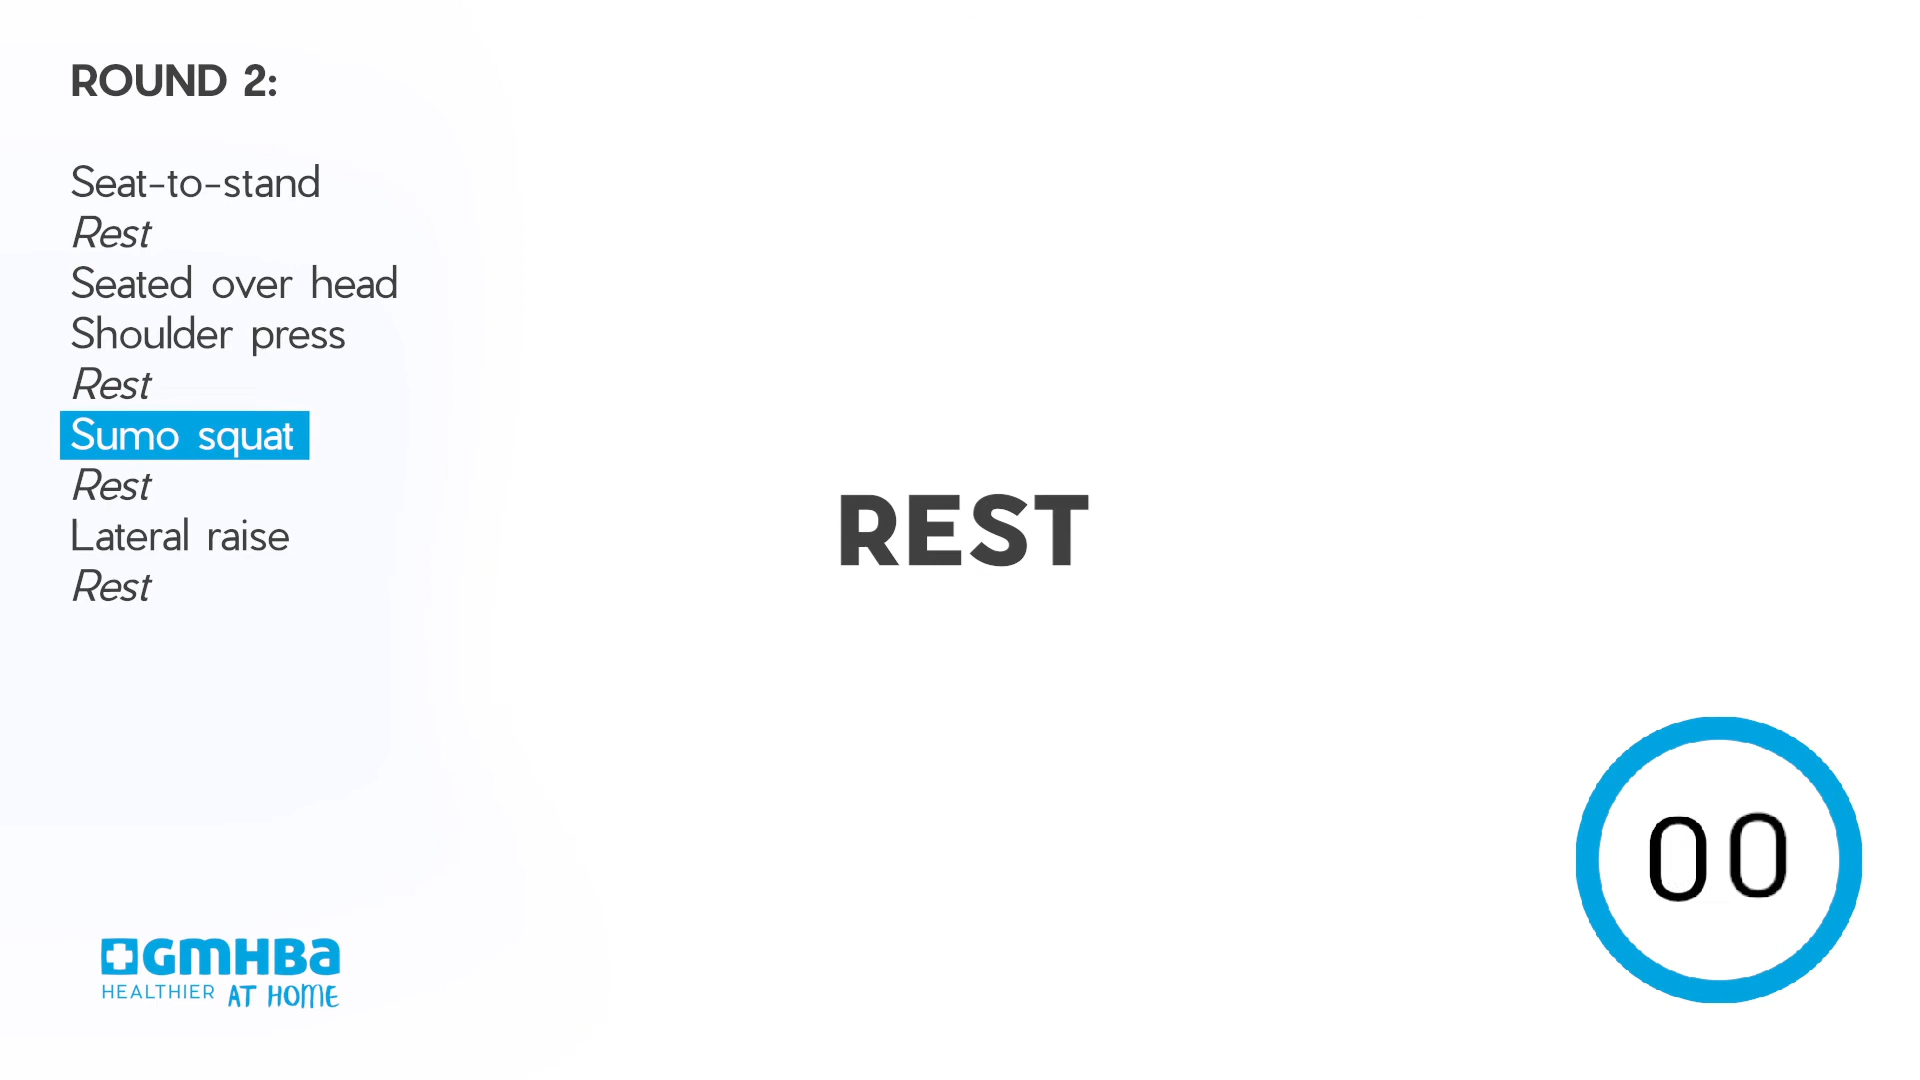 ROUND 2:
Seat-to-stand
Rest
Seated over head
Shoulder press
Rest
Sumo squat
Rest
Lateral raise
Rest
REST
00
GMHBa
HEALTHIER AT HOME